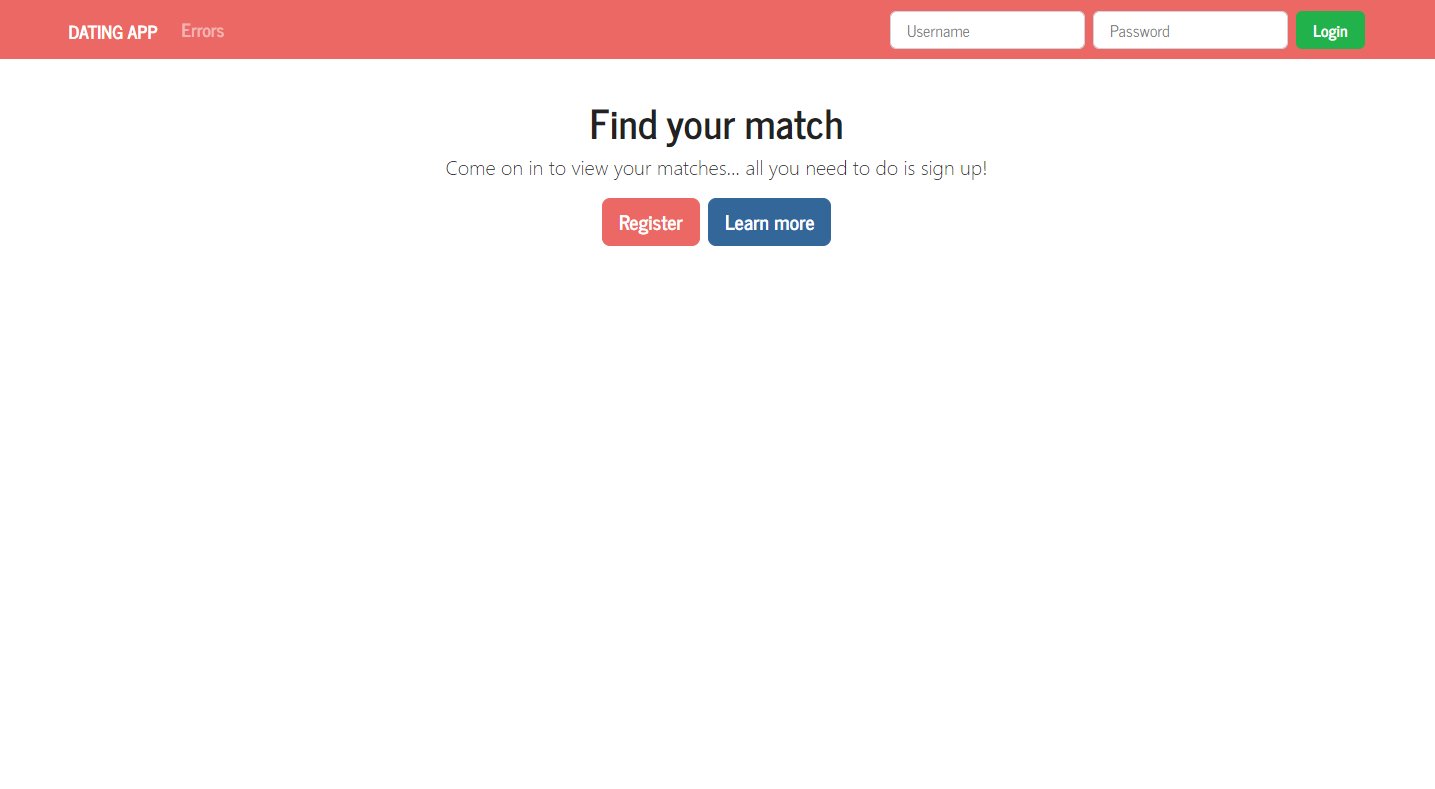 DATING APP Errors Username Password Login
Find your match
Come on in to view your matches... all you need to do is sign up!
Register Learn more